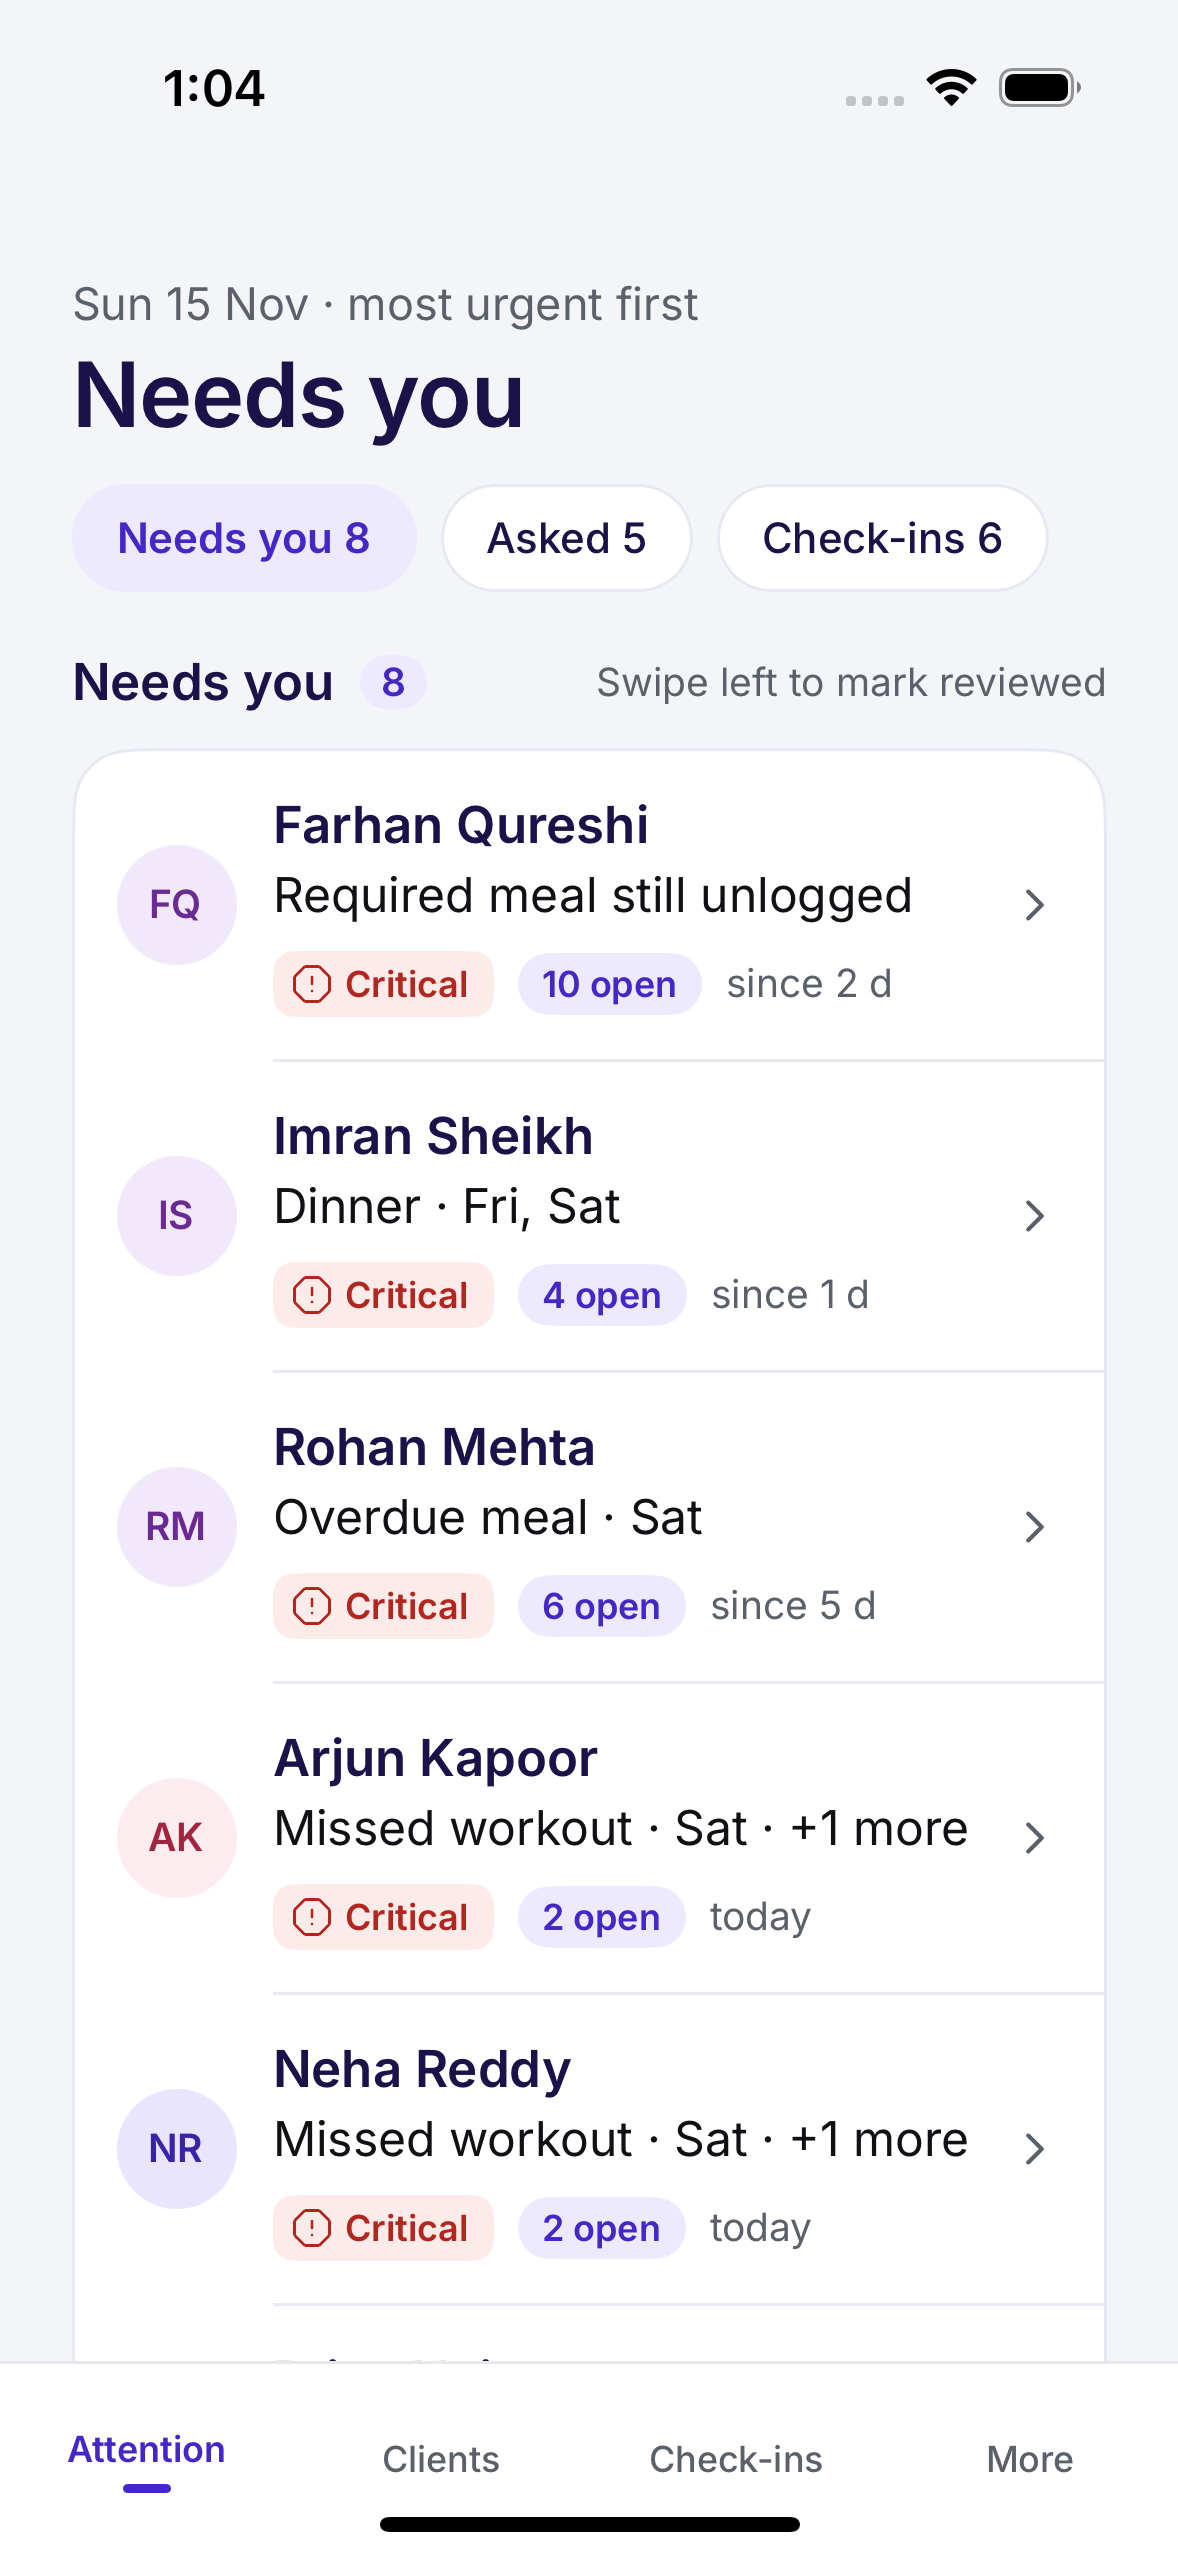 1:04
Sun 15 Nov · most urgent first
Needs you
Needs you 8
Asked 5
Check-ins 6
Needs you 8
Swipe left to mark reviewed
FQ
Farhan Qureshi
Required meal still unlogged
Critical
10 open
since 2 d
IS
Imran Sheikh
Dinner · Fri, Sat
Critical
4 open
since 1 d
RM
Rohan Mehta
Overdue meal · Sat
Critical
6 open
since 5 d
AK
Arjun Kapoor
Missed workout · Sat · +1 more
Critical
2 open
today
NR
Neha Reddy
Missed workout · Sat · +1 more
Critical
2 open
today
Attention
Clients
Check-ins
More